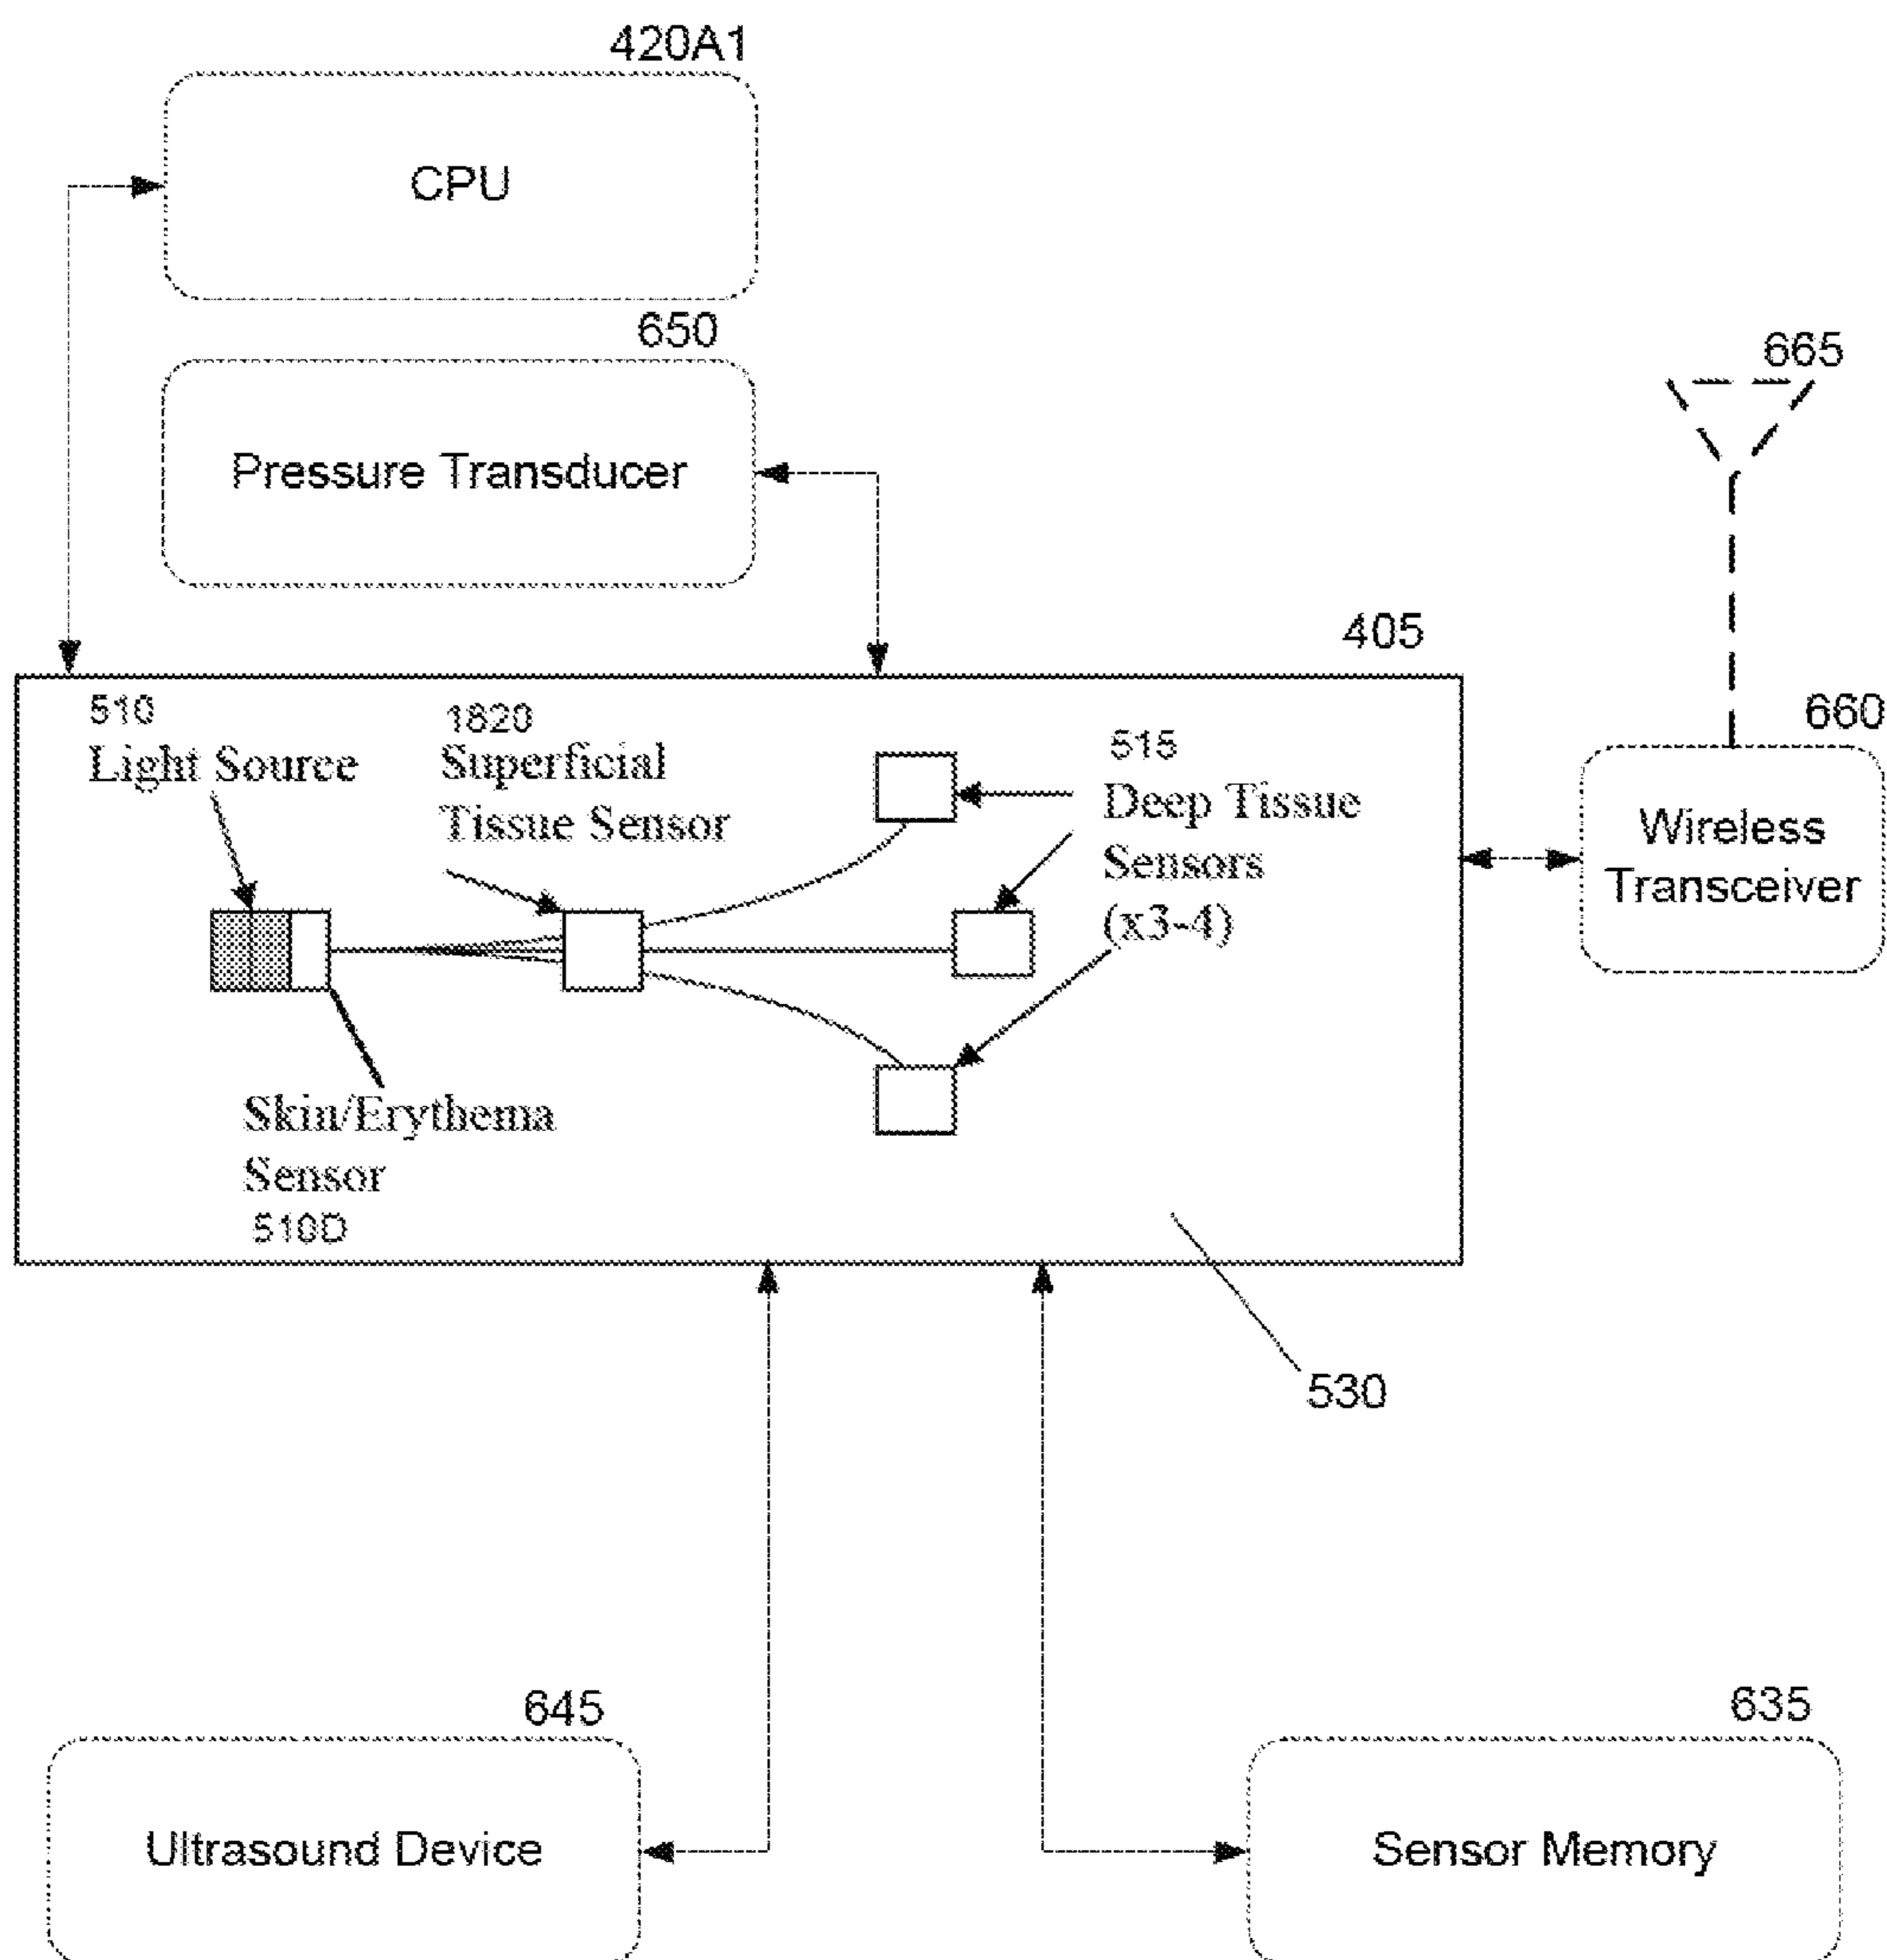 420A1
CPU
650
Pressure Transducer
665
405
660
Wireless
Transceiver
510
Light Source
1820
Superficial
Tissue Sensor
515
Deep Tissue
Sensors
(x3-4)
Skin/Erythema
Sensor
510D
530
645
Ultrasound Device
635
Sensor Memory